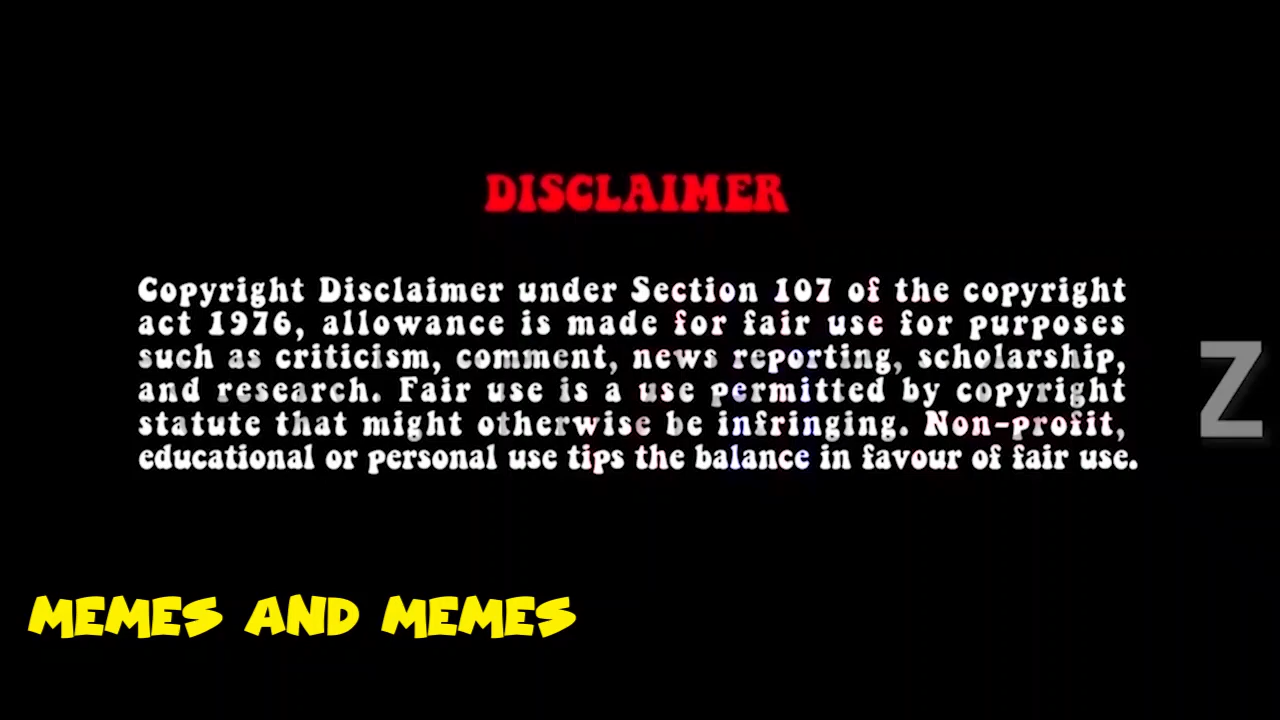 DISCLAIMER
Copyright Disclaimer under Section 107 of the copyright
act 1976, allowance is made for fair use for purposes
such as criticism, comment, news reporting, scholarship,
and research. Fair use is a use permitted by copyright
statute that might otherwise be infringing. Non-profit,
educational or personal use tips the balance in favour of fair use.
Z
MEMES AND MEMES